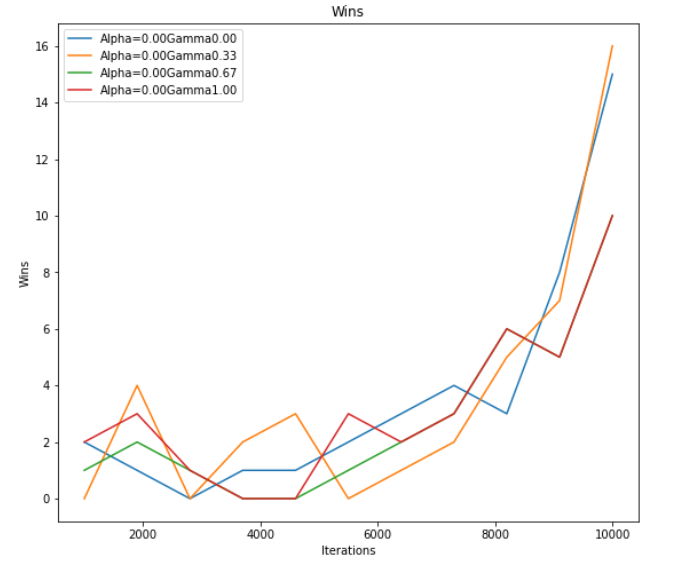 Wins
Alpha=0.00Gamma0.00
Alpha=0.00Gamma0.33
Alpha=0.00Gamma0.67
Alpha=0.00Gamma1.00
16
14
12
10
8
6
4
2
0
Wins
2000 4000 6000 8000 10000
Iterations